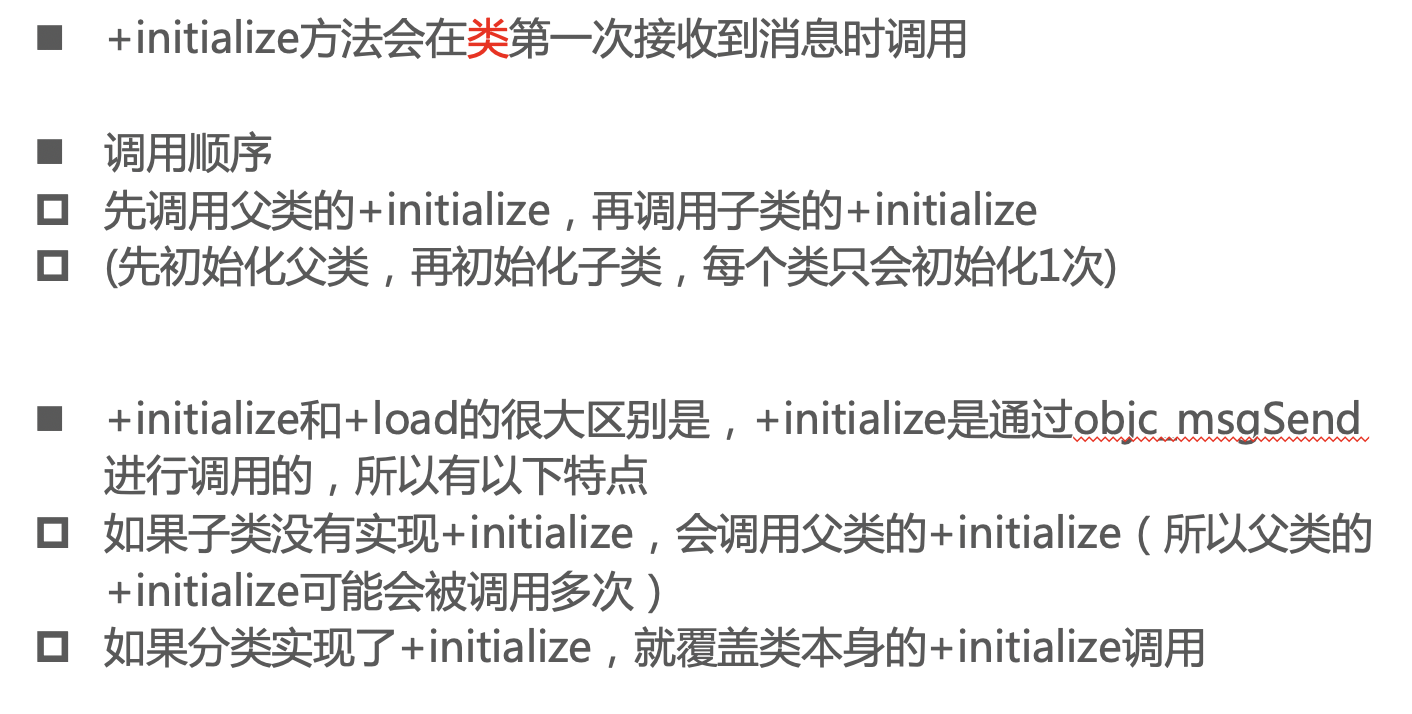 ■ +initialize方法会在类第一次接收到消息时调用
■ 调用顺序
□ 先调用父类的+initialize，再调用子类的+initialize
□ (先初始化父类，再初始化子类，每个类只会初始化1次)
■ +initialize和+load的很大区别是，+initialize是通过objc_msgSend
进行调用的，所以有以下特点
□ 如果子类没有实现+initialize，会调用父类的+initialize（所以父类的
+initialize可能会被调用多次）
□ 如果分类实现了+initialize，就覆盖类本身的+initialize调用